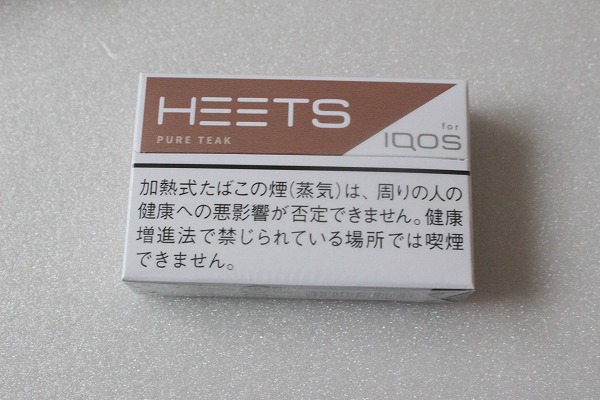 HEETS
PURE TEAK
for
IQOS
加熱式たばこの煙(蒸気)は、周りの人の
健康への悪影響が否定できません。健康
増進法で禁じられている場所では喫煙
できません。